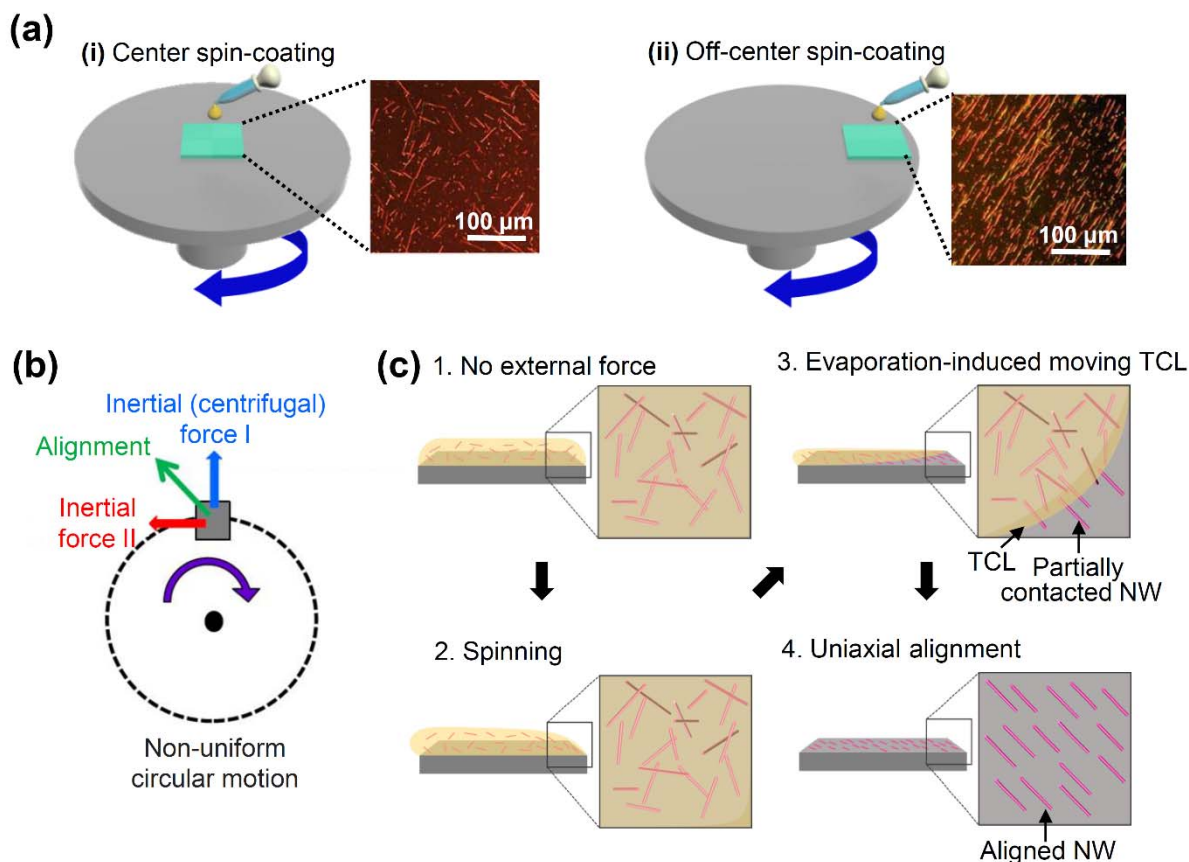 (a)
(i) Center spin-coating
100 µm
(ii) Off-center spin-coating
100 µm
(b)
Inertial (centrifugal)
force I
Alignment
Inertial
force II
Non-uniform
circular motion
(c)
1. No external force
2. Spinning
3. Evaporation-induced moving TCL
TCL
Partially
contacted NW
4. Uniaxial alignment
Aligned NW